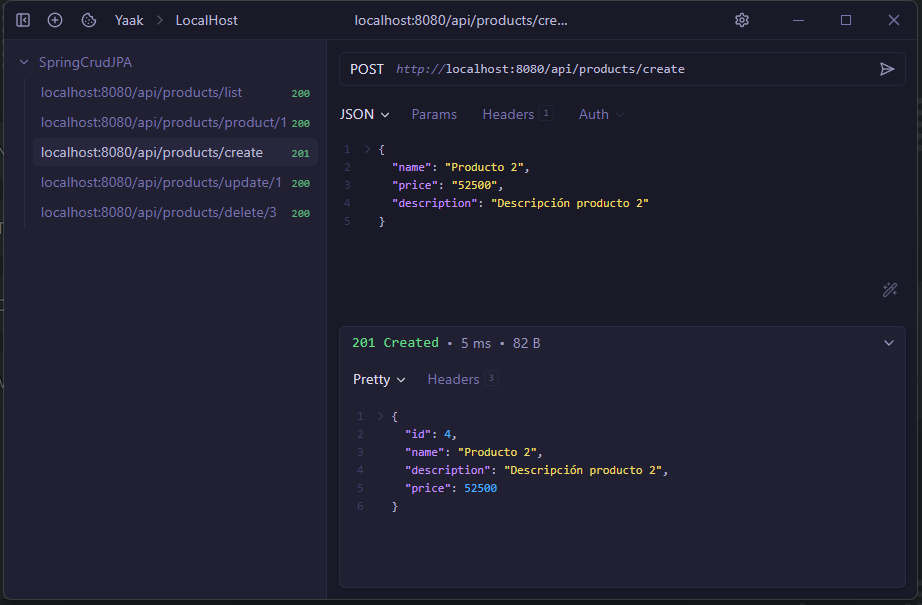 Yaak > LocalHost
localhost:8080/api/products/cre...
SpringCrudJPA
localhost:8080/api/products/list 200
localhost:8080/api/products/product/1 200
localhost:8080/api/products/create 201
localhost:8080/api/products/update/1 200
localhost:8080/api/products/delete/3 200
POST http://localhost:8080/api/products/create
JSON Params Headers 1 Auth
1 {
2 "name": "Producto 2",
3 "price": "52500",
4 "description": "Descripción producto 2"
5 }
201 Created • 5 ms • 82 B
Pretty Headers 3
1 {
2 "id": 4,
3 "name": "Producto 2",
4 "description": "Descripción producto 2",
5 "price": 52500
6 }